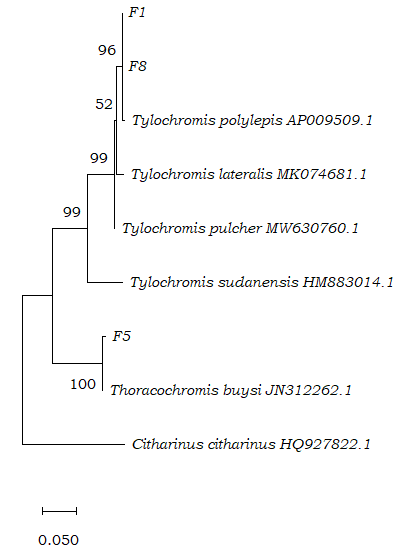 F1
96
F8
52
Tylochromis polylepis AP009509.1
99
Tylochromis lateralis MK074681.1
99
Tylochromis pulcher MW630760.1
Tylochromis sudanensis HM883014.1
F5
100
Thoracochromis buysi JN312262.1
Citharinus citharinus HQ927822.1
0.050